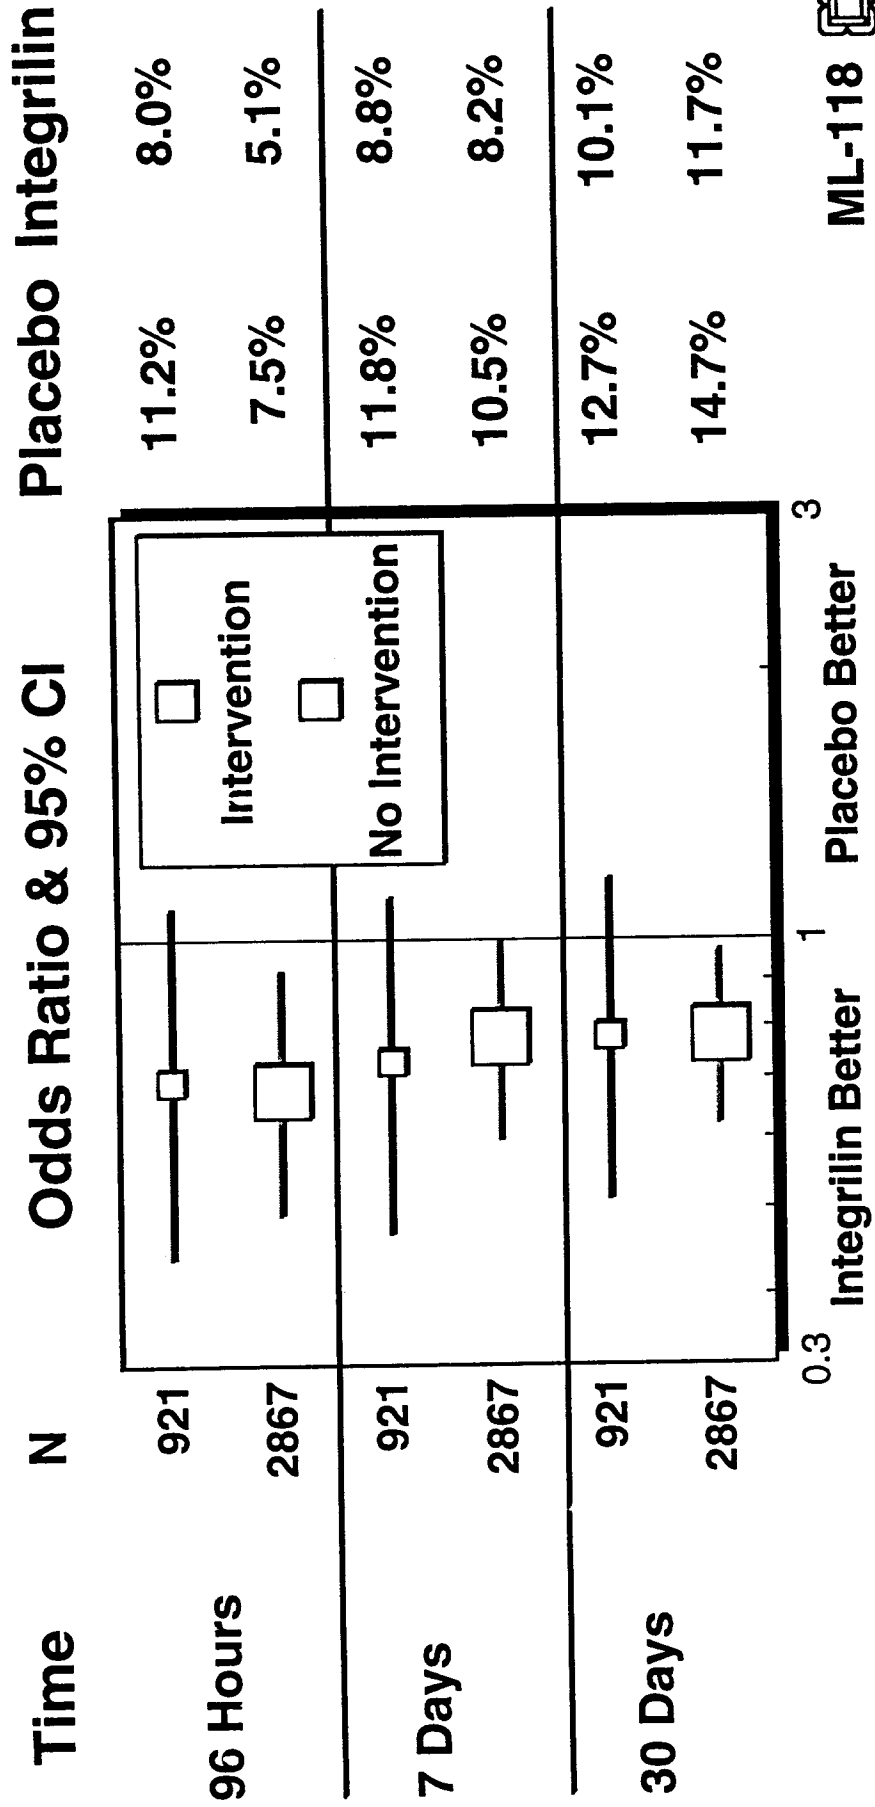 Time N Odds Ratio & 95% CI Placebo Integrilin
96 Hours 921 11.2% 8.0%
2867 7.5% 5.1%
7 Days 921 11.8% 8.8%
2867 10.5% 8.2%
30 Days 921 12.7% 10.1%
2867 14.7% 11.7%
Intervention
No Intervention
0.3 1 3
Integrilin Better Placebo Better
ML-118